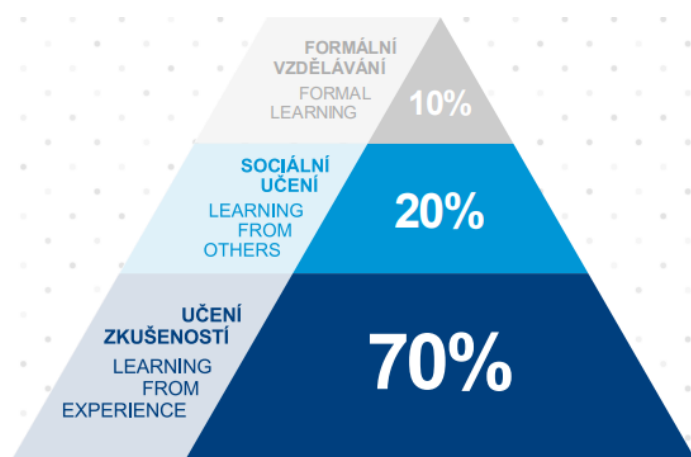 FORMÁLNÍ
VZDĚLÁVÁNÍ
FORMAL
LEARNING
10%
SOCIÁLNÍ
UČENÍ
LEARNING
FROM
OTHERS
20%
UČENÍ
ZKUŠENOSTÍ
LEARNING
FROM
EXPERIENCE
70%